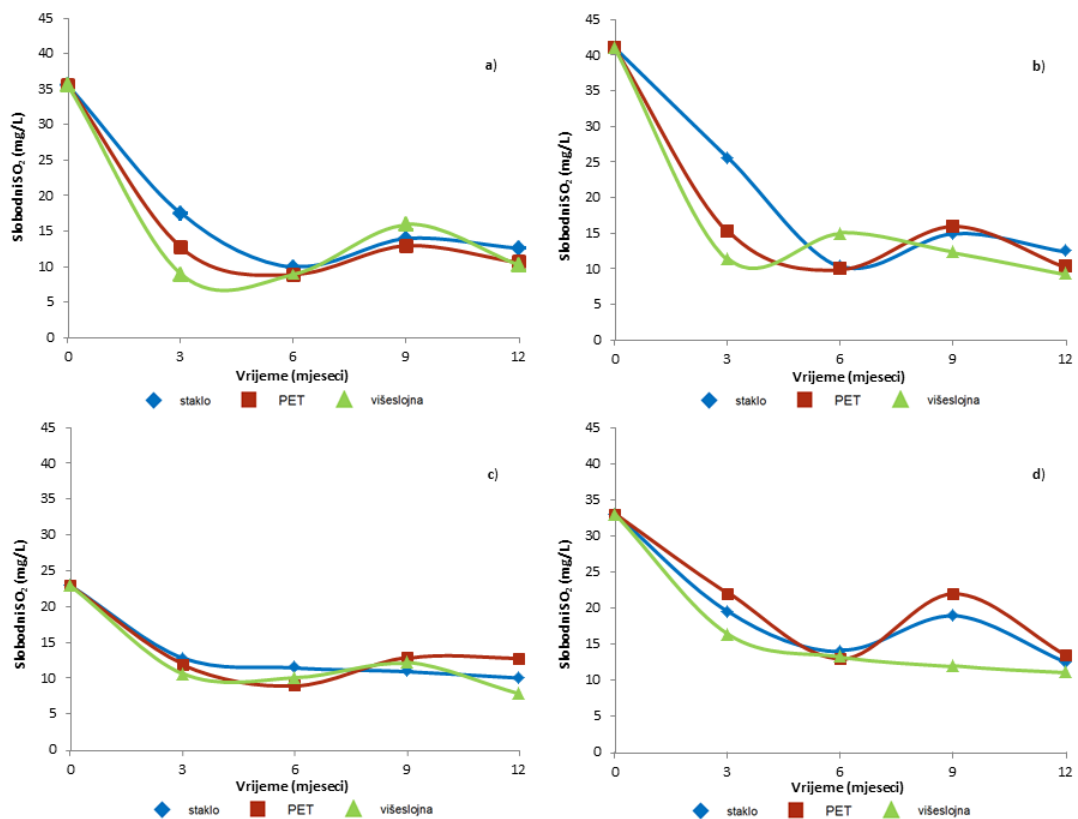 45
40
35
30
25
20
15
10
5
0
Slobodni SO₂ (mg/L)
a)
0 3 6 9 12
Vrijeme (mjeseci)
staklo PET višeslojna
45
40
35
30
25
20
15
10
5
0
Slobodni SO₂ (mg/L)
b)
0 3 6 9 12
Vrijeme (mjeseci)
staklo PET višeslojna
45
40
35
30
25
20
15
10
5
0
Slobodni SO₂ (mg/L)
c)
0 3 6 9 12
Vrijeme (mjeseci)
staklo PET višeslojna
45
40
35
30
25
20
15
10
5
0
Slobodni SO₂ (mg/L)
d)
0 3 6 9 12
Vrijeme (mjeseci)
staklo PET višeslojna